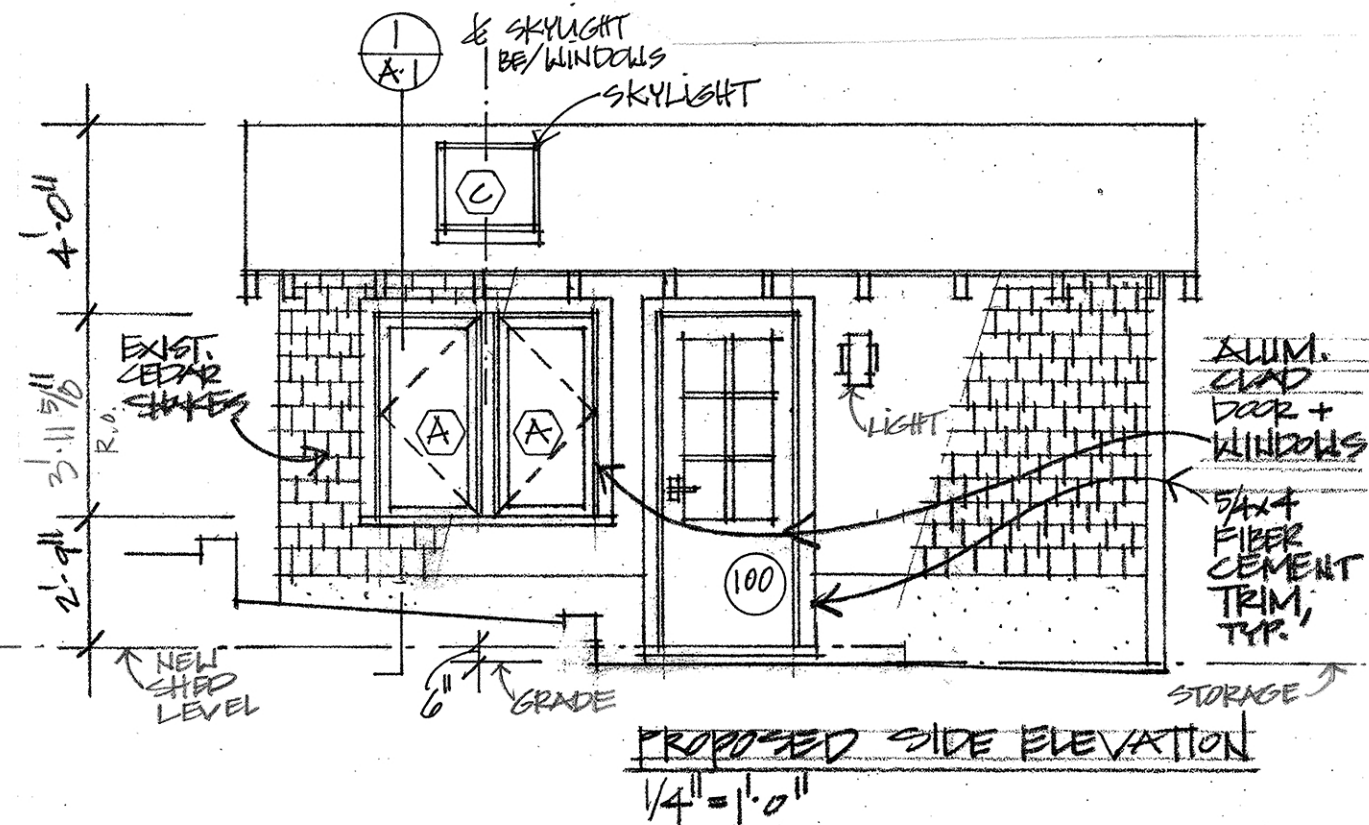 1
A.1
℄ SKYLIGHT
BE/WINDOWS
SKYLIGHT
C
4'-0"
EXIST.
CEDAR
SHAKES
3'-11 5/8"
R.O.
2'-9"
A
A
LIGHT
ALUM.
CLAD
DOOR +
WINDOWS
5/4x4
FIBER
CEMENT
TRIM,
TYP.
100
NEW
SHED
LEVEL
6"
GRADE
STORAGE
PROPOSED SIDE ELEVATION
1/4" = 1'-0"